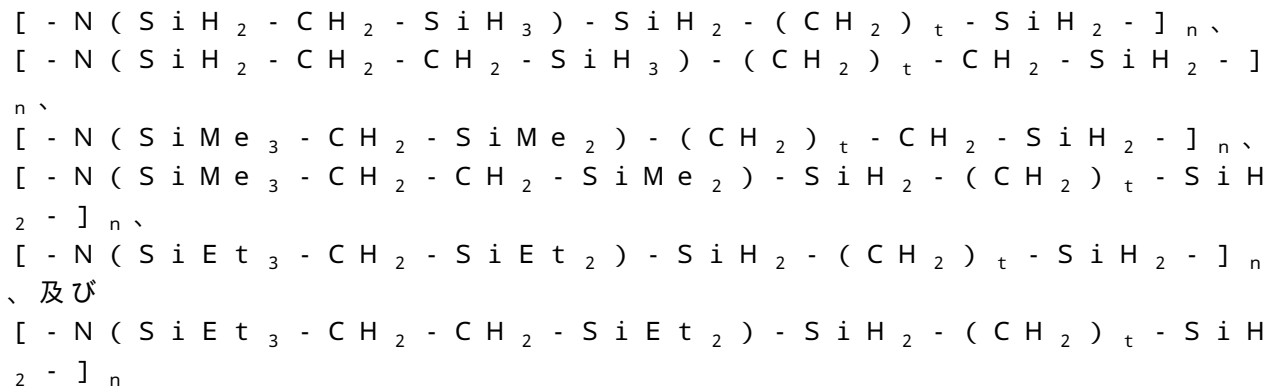 ［－Ｎ（ＳｉＨ₂－ＣＨ₂－ＳｉＨ₃）－ＳｉＨ₂－（ＣＨ₂）ₜ－ＳｉＨ₂－］ₙ、
［－Ｎ（ＳｉＨ₂－ＣＨ₂－ＣＨ₂－ＳｉＨ₃）－（ＣＨ₂）ₜ－ＣＨ₂－ＳｉＨ₂－］
ₙ、
［－Ｎ（ＳｉＭｅ₃－ＣＨ₂－ＳｉＭｅ₂）－（ＣＨ₂）ₜ－ＣＨ₂－ＳｉＨ₂－］ₙ、
［－Ｎ（ＳｉＭｅ₃－ＣＨ₂－ＣＨ₂－ＳｉＭｅ₂）－ＳｉＨ₂－（ＣＨ₂）ₜ－ＳｉＨ
₂－］ₙ、
［－Ｎ（ＳｉＥｔ₃－ＣＨ₂－ＳｉＥｔ₂）－ＳｉＨ₂－（ＣＨ₂）ₜ－ＳｉＨ₂－］ₙ
、及び
［－Ｎ（ＳｉＥｔ₃－ＣＨ₂－ＣＨ₂－ＳｉＥｔ₂）－ＳｉＨ₂－（ＣＨ₂）ₜ－ＳｉＨ
₂－］ₙ